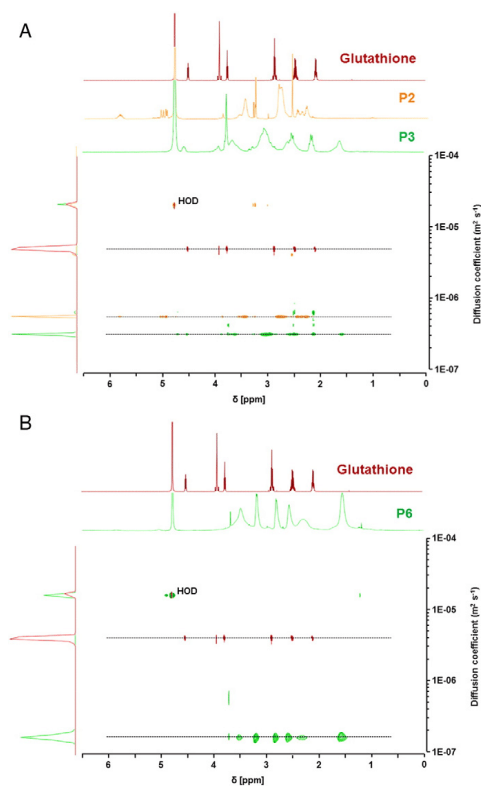 A
Glutathione
P2
P3
1E-04
HOD
1E-05
1E-06
1E-07
Diffusion coefficient (m² s⁻¹)
6.5 5 4 3 2 1 0
δ [ppm]
B
Glutathione
P6
1E-04
HOD
1E-05
1E-06
1E-07
Diffusion coefficient (m² s⁻¹)
6.5 5 4 3 2 1 0
δ [ppm]